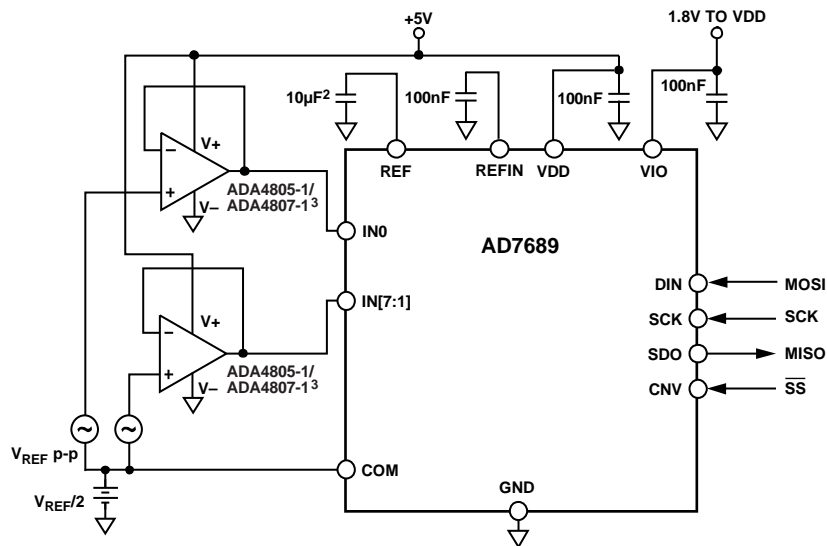 +5V
1.8V TO VDD
10µF²
100nF
100nF
100nF
V+
REF
REFIN
VDD
VIO
ADA4805-1/
ADA4807-1³
V–
IN0
AD7689
DIN
MOSI
IN[7:1]
SCK
SCK
V+
SDO
MISO
ADA4805-1/
ADA4807-1³
V–
CNV
SS
VREF p-p
COM
VREF/2
GND